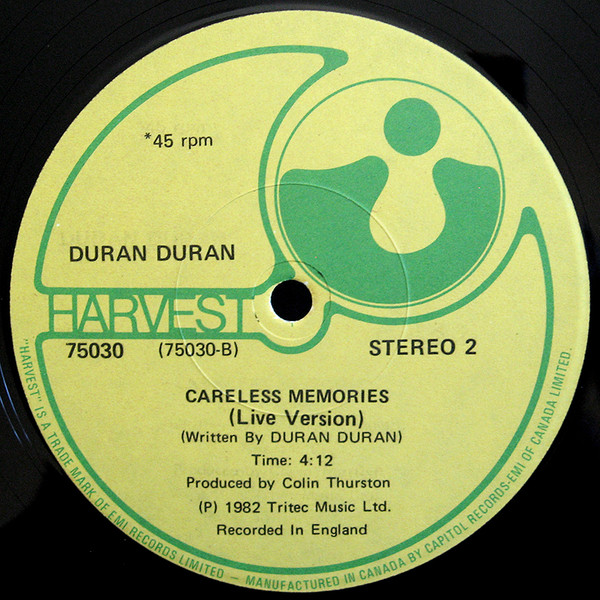 *45 rpm
DURAN DURAN
HARVEST
75030 (75030-B)
STEREO 2
CARELESS MEMORIES
(Live Version)
(Written By DURAN DURAN)
Time: 4:12
Produced by Colin Thurston
(P) 1982 Tritec Music Ltd.
Recorded In England
"HARVEST" IS A TRADE MARK OF EMI RECORDS LIMITED – MANUFACTURED IN CANADA BY CAPITOL RECORDS-EMI OF CANADA LIMITED.